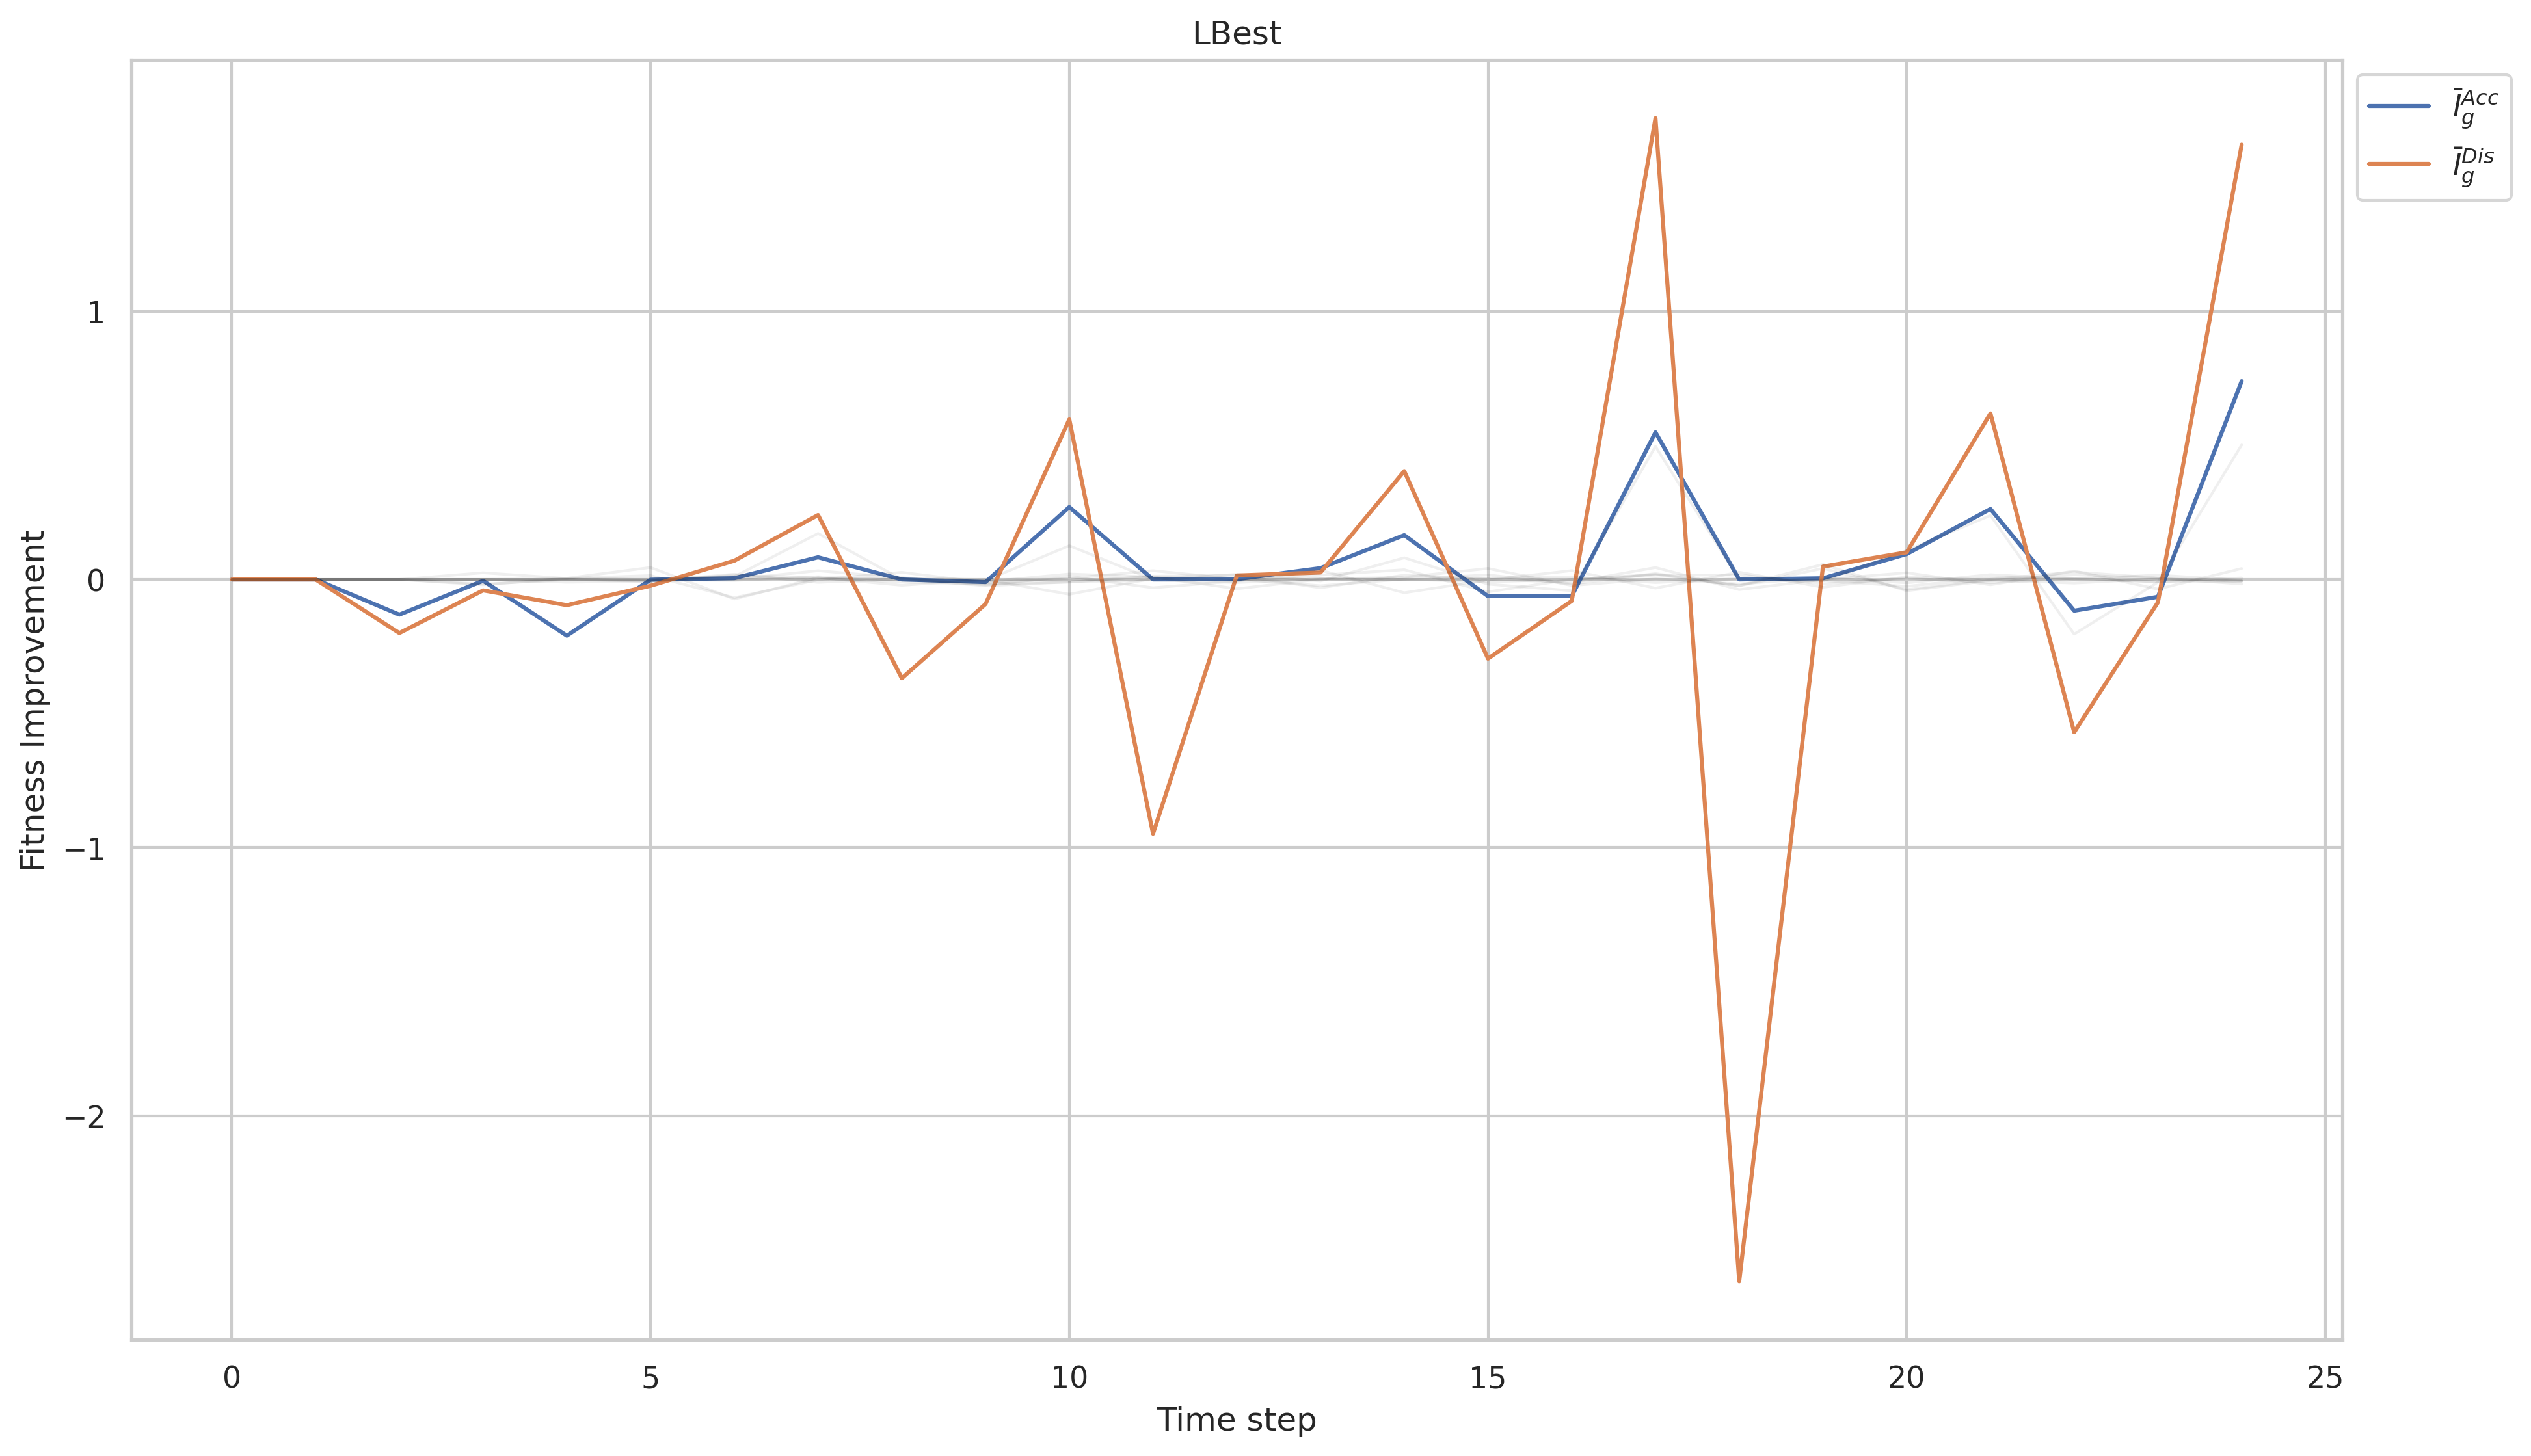 LBest
Ī_g^{Acc}
Ī_g^{Dis}
1
0
−1
−2
Fitness Improvement
0 5 10 15 20 25
Time step